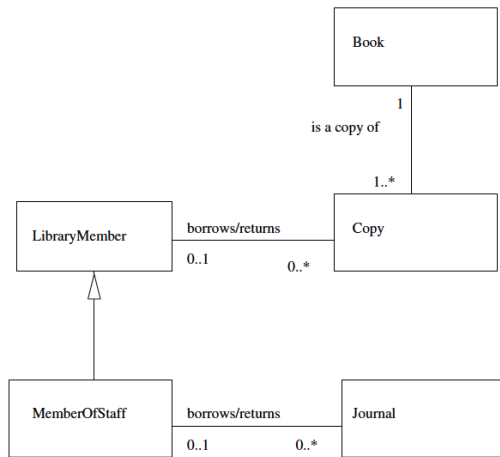 Book
1
is a copy of
1..*
LibraryMember
borrows/returns
Copy
0..1
0..*
MemberOfStaff
borrows/returns
Journal
0..1
0..*